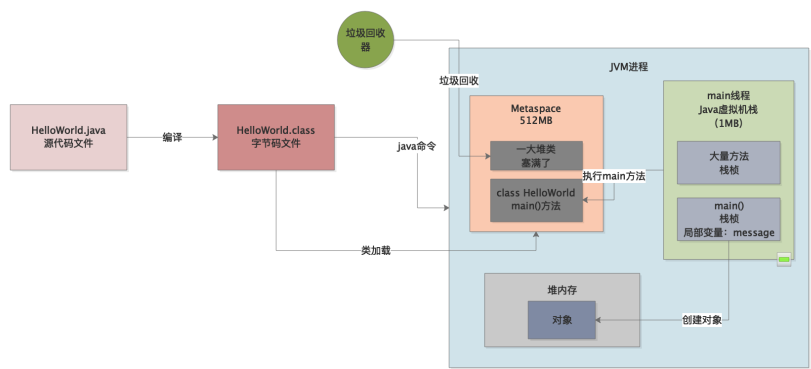 垃圾回收
器
JVM进程
垃圾回收
Metaspace
512MB
main线程
Java虚拟机栈
（1MB）
HelloWorld.java
源代码文件
编译
HelloWorld.class
字节码文件
java命令
一大堆类
塞满了
大量方法
栈桢
执行main方法
class HelloWorld
main()方法
main()
栈桢
局部变量：message
类加载
堆内存
对象
创建对象